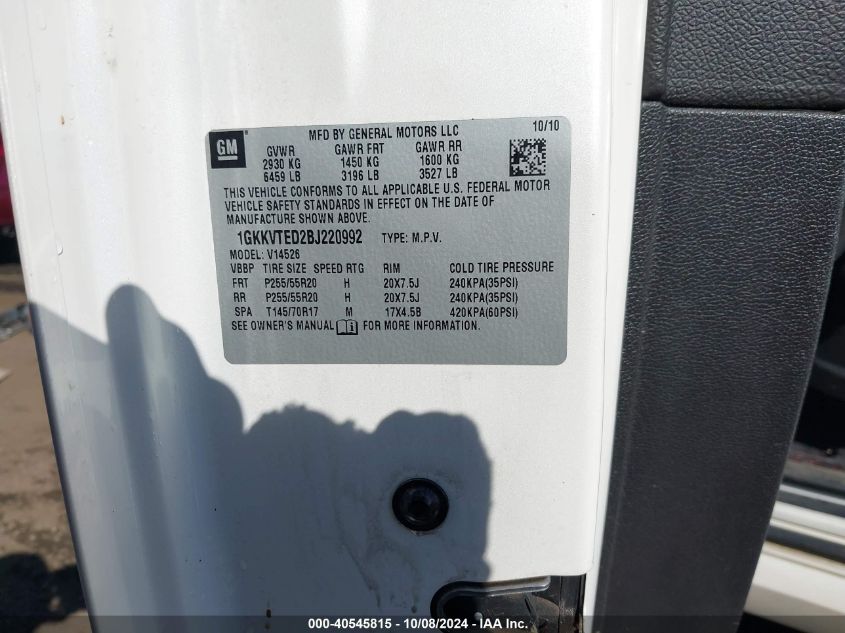 MFD BY GENERAL MOTORS LLC 10/10
GM
GVWR GAWR FRT GAWR RR
2930 KG 1450 KG 1600 KG
6459 LB 3196 LB 3527 LB
THIS VEHICLE CONFORMS TO ALL APPLICABLE U.S. FEDERAL MOTOR
VEHICLE SAFETY STANDARDS IN EFFECT ON THE DATE OF
MANUFACTURE SHOWN ABOVE.
1GKKVTED2BJ220992 TYPE: M.P.V.
MODEL: V14526
VBBP TIRE SIZE SPEED RTG RIM COLD TIRE PRESSURE
FRT P255/55R20 H 20X7.5J 240KPA(35PSI)
RR P255/55R20 H 20X7.5J 240KPA(35PSI)
SPA T145/70R17 M 17X4.5B 420KPA(60PSI)
SEE OWNER'S MANUAL i FOR MORE INFORMATION.
000-40545815 - 10/08/2024 - IAA Inc.